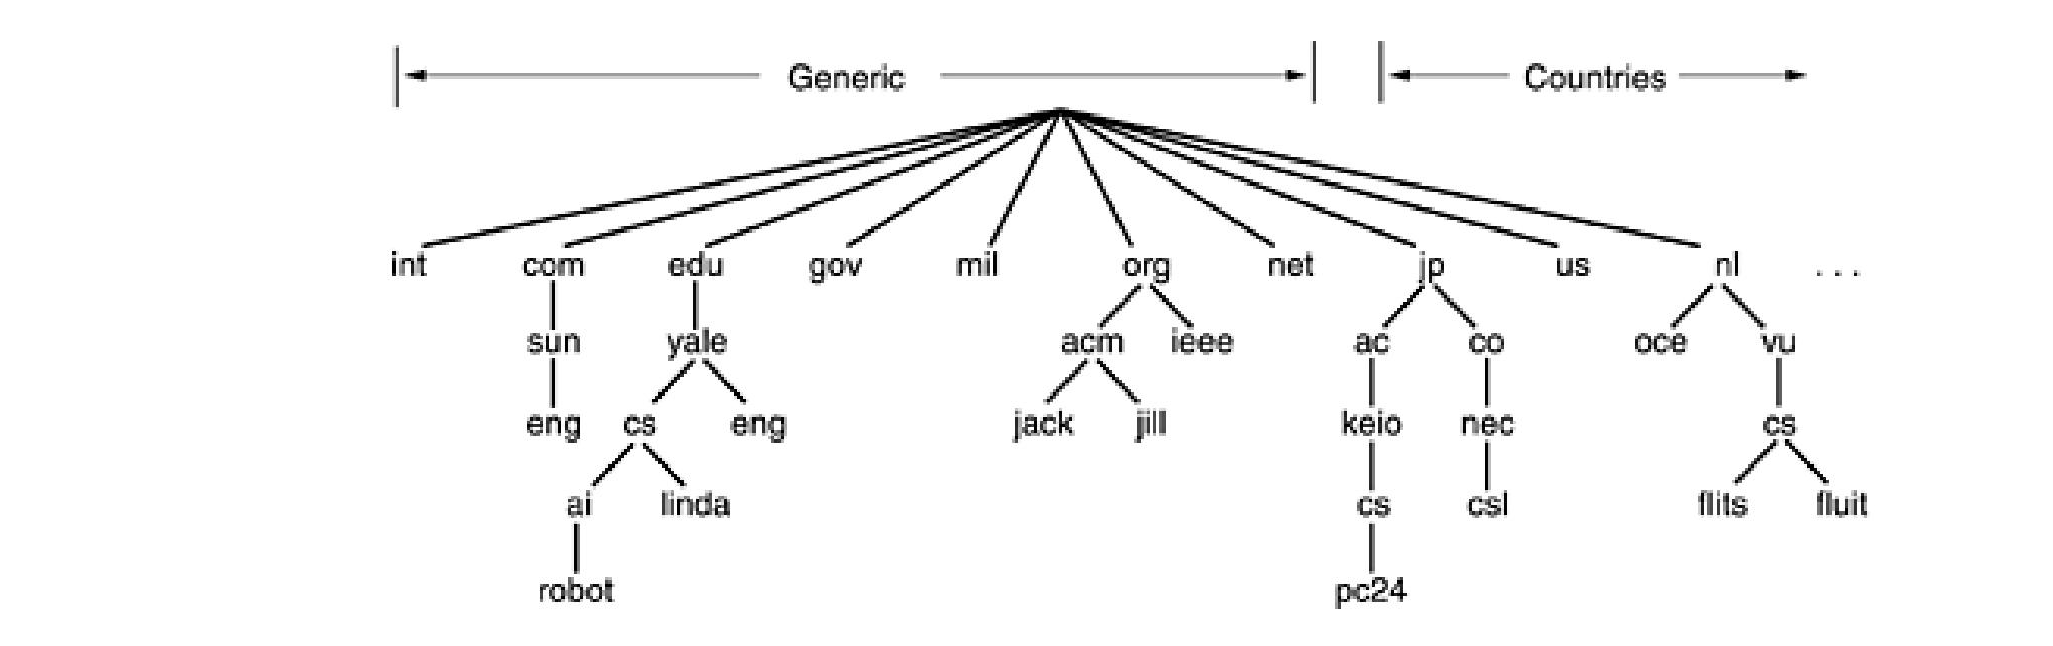 Generic Countries
int com edu gov mil org net jp us nl ...
sun yale acm ieee ac co oce vu
eng cs eng jack jill keio nec cs
ai linda cs csl flits fluit
robot pc24